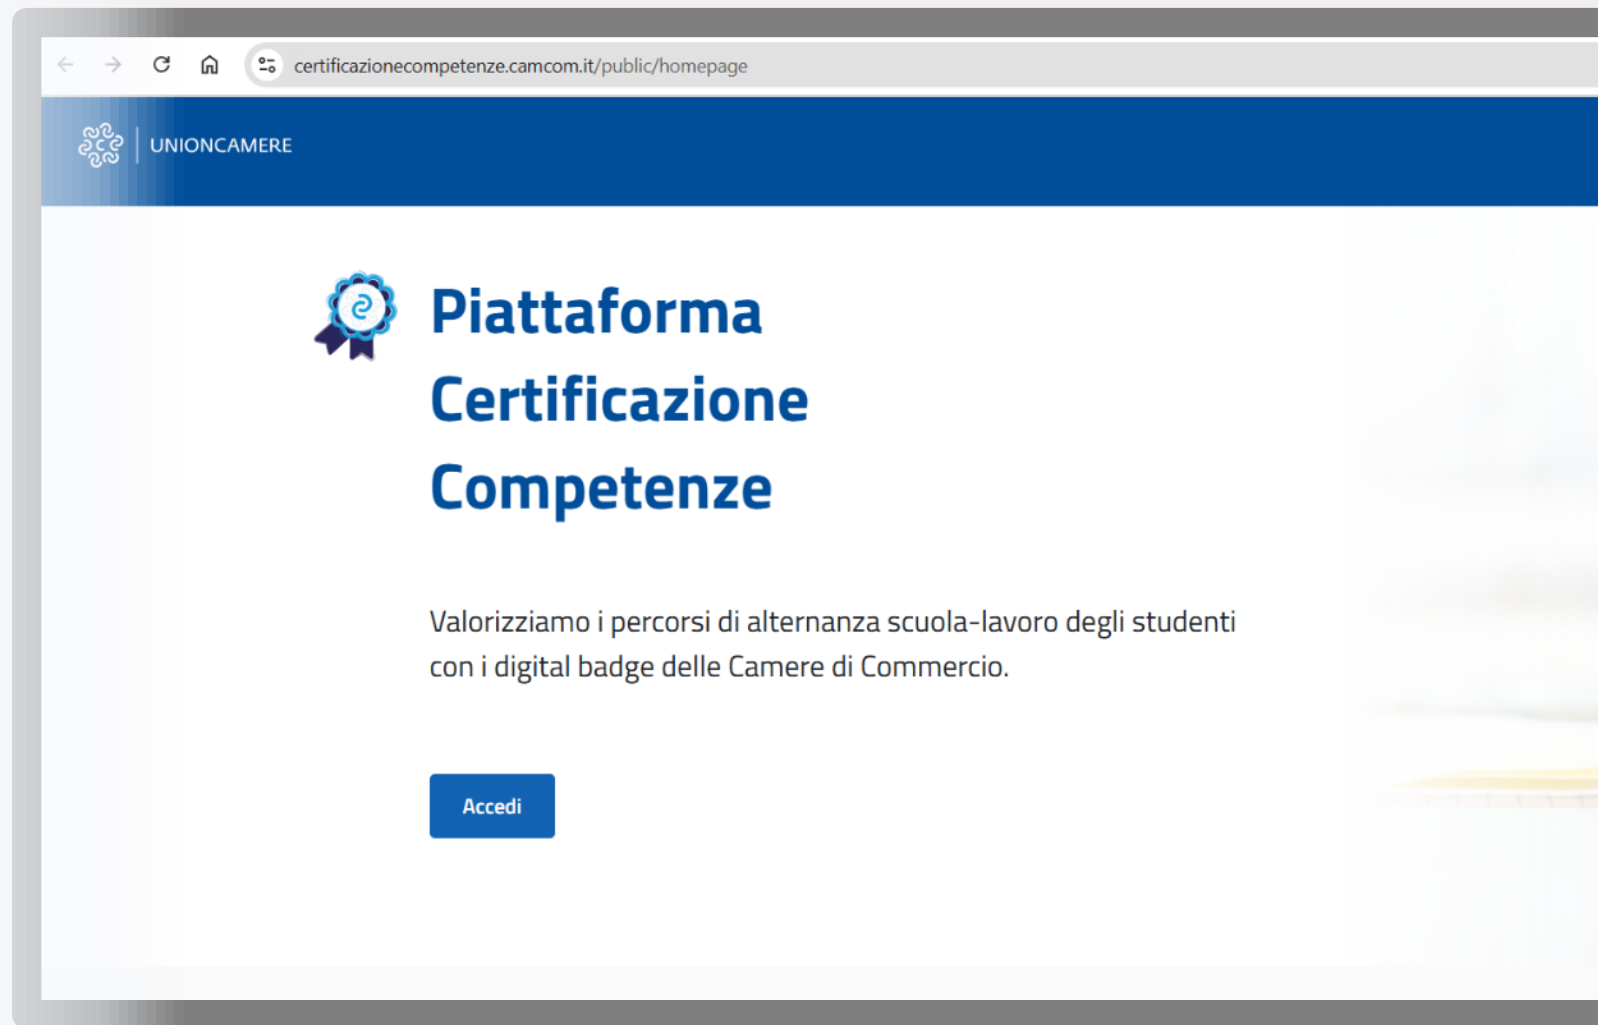 certificazionecompetenze.camcom.it/public/homepage
UNIONCAMERE
Piattaforma
Certificazione
Competenze
Valorizziamo i percorsi di alternanza scuola-lavoro degli studenti
con i digital badge delle Camere di Commercio.
Accedi